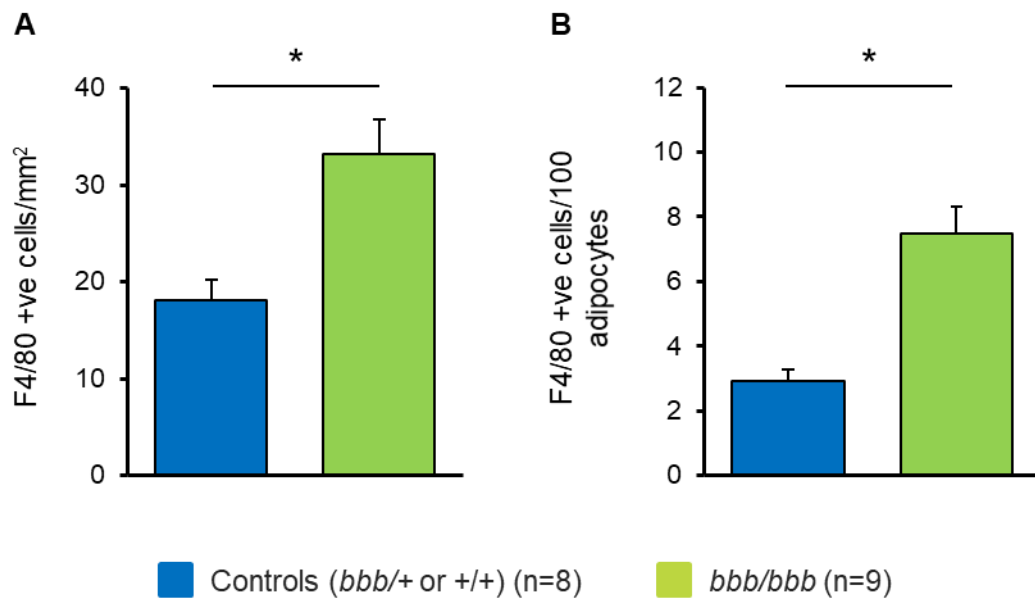 A
*
40
30
20
10
0
F4/80 +ve cells/mm²
B
*
12
10
8
6
4
2
0
F4/80 +ve cells/100
adipocytes
Controls (bbb/+ or +/+) (n=8)
bbb/bbb (n=9)